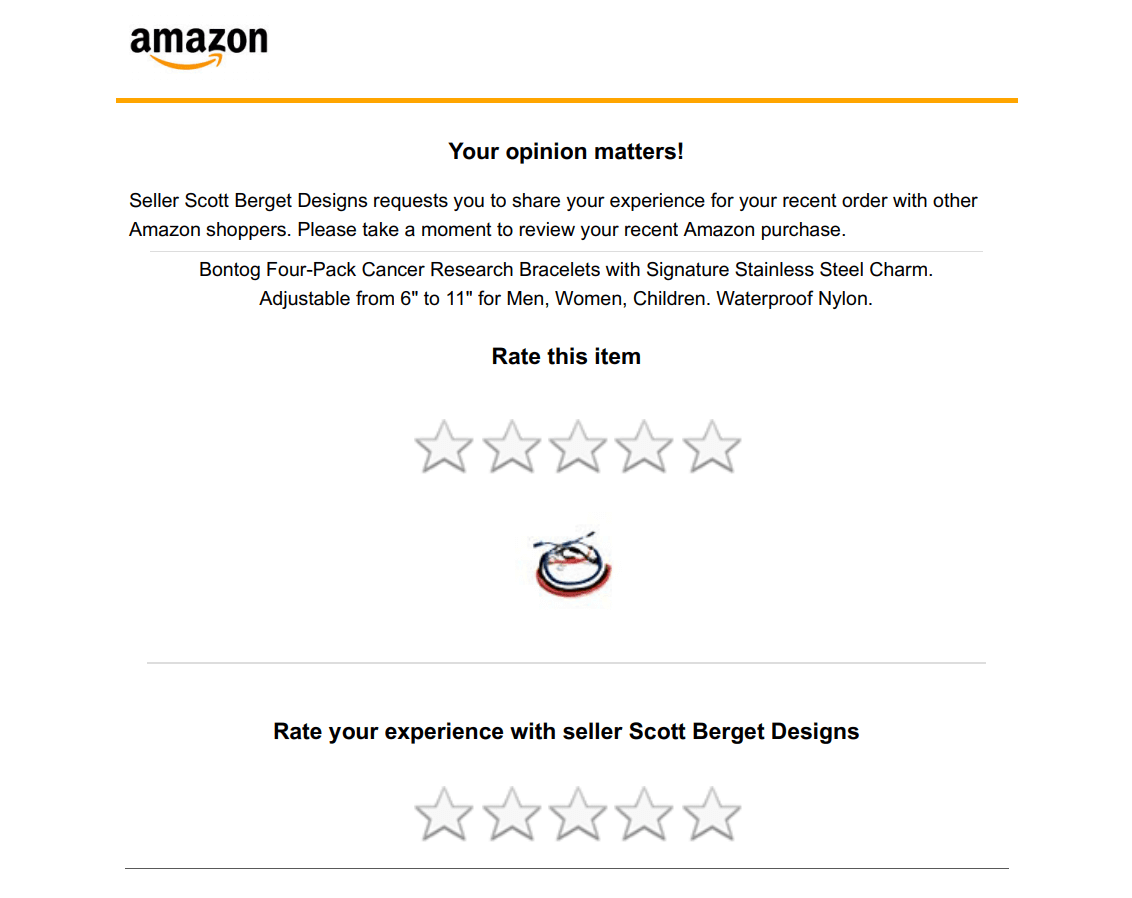 amazon
Your opinion matters!
Seller Scott Berget Designs requests you to share your experience for your recent order with other
Amazon shoppers. Please take a moment to review your recent Amazon purchase.
Bontog Four-Pack Cancer Research Bracelets with Signature Stainless Steel Charm.
Adjustable from 6" to 11" for Men, Women, Children. Waterproof Nylon.
Rate this item
Rate your experience with seller Scott Berget Designs